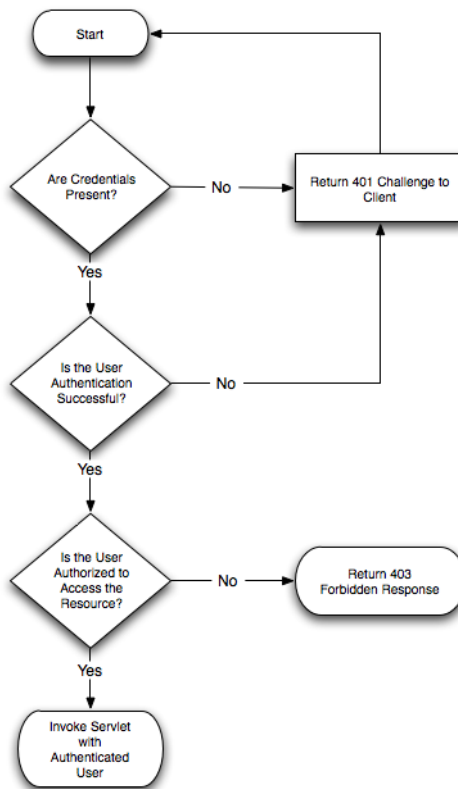 Start
Are Credentials
Present?
No
Return 401 Challenge to
Client
Yes
Is the User
Authentication
Successful?
No
Yes
Is the User
Authorized to
Access the
Resource?
No
Return 403
Forbidden Response
Yes
Invoke Servlet
with
Authenticated
User